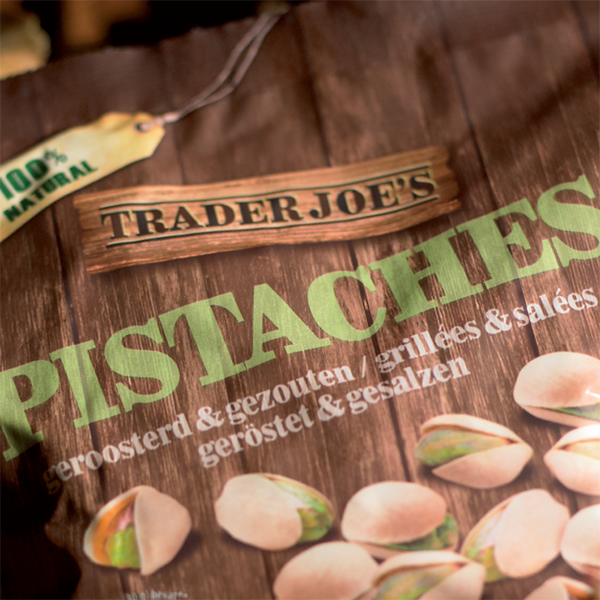 100%
NATURAL
TRADER JOE'S
PISTACHES
geroosterd & gezouten / grillées & salées
geröstet & gesalzen